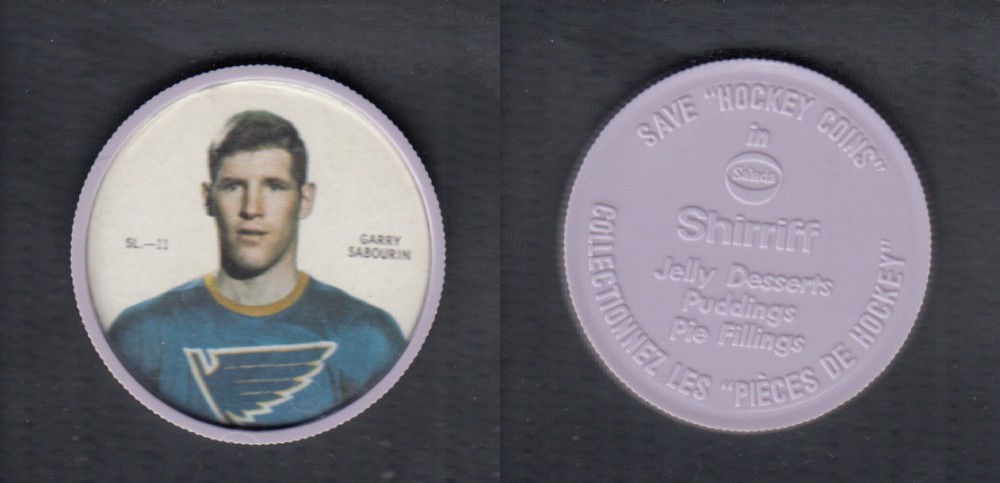 SL.—11
GARRY
SABOURIN
SAVE "HOCKEY COINS"
in
Salada
Shirriff
Jelly Desserts
Puddings
Pie Fillings
COLLECTIONNEZ LES "PIÈCES DE HOCKEY"